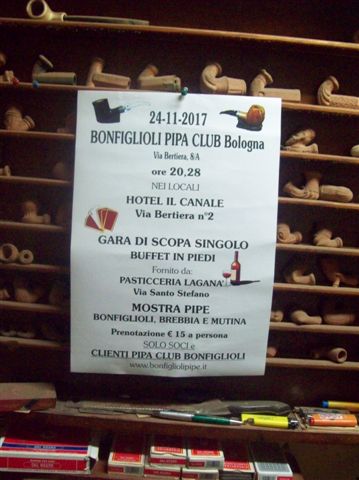 24-11-2017
BONFIGLIOLI PIPA CLUB Bologna
Via Bertiera, 8/A
ore 20,28
NEI LOCALI
HOTEL IL CANALE
Via Bertiera n°2
GARA DI SCOPA SINGOLO
BUFFET IN PIEDI
Fornito da:
PASTICCERIA LAGANA'
Via Santo Stefano
MOSTRA PIPE
BONFIGLIOLI, BREBBIA E MUTINA
Prenotazione € 15 a persona
SOLO SOCI e
CLIENTI PIPA CLUB BONFIGLIOLI
www.bonfigliolipipe.it